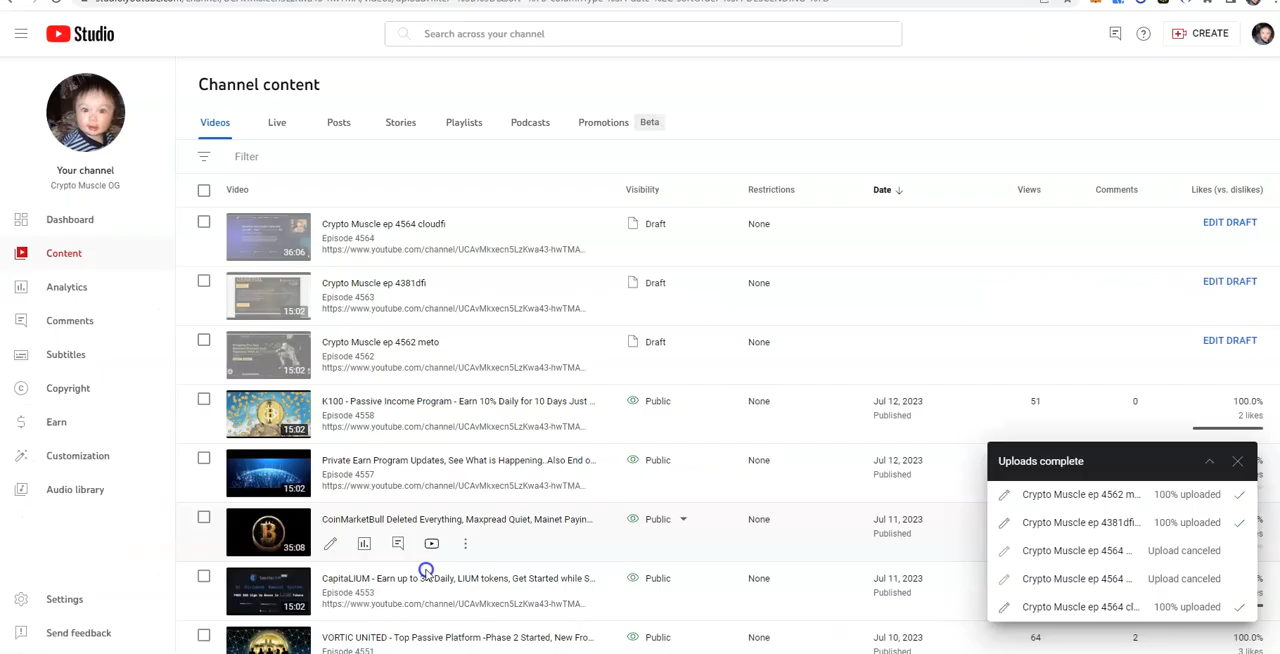 Studio
Search across your channel
CREATE
Channel content
Videos
Live
Posts
Stories
Playlists
Podcasts
Promotions
Beta
Your channel
Crypto Muscle OG
Dashboard
Content
Analytics
Comments
Subtitles
Copyright
Earn
Customization
Audio library
Settings
Send feedback
Filter
Video
Visibility
Restrictions
Date
Views
Comments
Likes (vs. dislikes)
36:06
Crypto Muscle ep 4564 cloudfi
Episode 4564
https://www.youtube.com/channel/UCAvMkxecn5LzKwa43-hwTMA...
Draft
None
EDIT DRAFT
15:02
Crypto Muscle ep 4381dfi
Episode 4563
https://www.youtube.com/channel/UCAvMkxecn5LzKwa43-hwTMA...
Draft
None
EDIT DRAFT
15:02
Crypto Muscle ep 4562 meto
Episode 4562
https://www.youtube.com/channel/UCAvMkxecn5LzKwa43-hwTMA...
Draft
None
EDIT DRAFT
15:02
K100 - Passive Income Program - Earn 10% Daily for 10 Days Just ...
Episode 4558
https://www.youtube.com/channel/UCAvMkxecn5LzKwa43-hwTMA...
Public
None
Jul 12, 2023
Published
51
0
100.0%
2 likes
15:02
Private Earn Program Updates, See What is Happening..Also End o...
Episode 4557
https://www.youtube.com/channel/UCAvMkxecn5LzKwa43-hwTMA...
Public
None
Jul 12, 2023
Published
35:08
CoinMarketBull Deleted Everything, Maxpread Quiet, Mainet Payin...
Public
None
Jul 11, 2023
Published
15:02
CapitaLIUM - Earn up to Daily, LIUM tokens, Get Started while S...
Episode 4553
https://www.youtube.com/channel/UCAvMkxecn5LzKwa43-hwTMA...
Public
None
Jul 11, 2023
Published
VORTIC UNITED - Top Passive Platform -Phase 2 Started, New Fro...
Episode 4551
Public
None
Jul 10, 2023
Published
64
2
100.0%
3 likes
Uploads complete
Crypto Muscle ep 4562 m...
100% uploaded
Crypto Muscle ep 4381dfi...
100% uploaded
Crypto Muscle ep 4564 ...
Upload canceled
Crypto Muscle ep 4564 ...
Upload canceled
Crypto Muscle ep 4564 cl...
100% uploaded